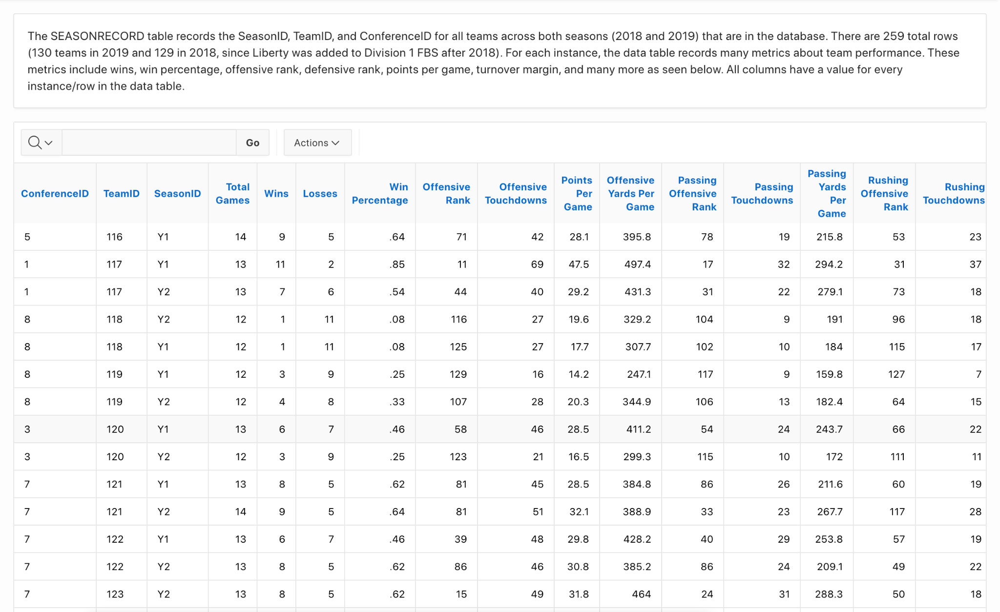 The SEASONRECORD table records the SeasonID, TeamID, and ConferenceID for all teams across both seasons (2018 and 2019) that are in the database. There are 259 total rows
(130 teams in 2019 and 129 in 2018, since Liberty was added to Division 1 FBS after 2018). For each instance, the data table records many metrics about team performance. These
metrics include wins, win percentage, offensive rank, defensive rank, points per game, turnover margin, and many more as seen below. All columns have a value for every
instance/row in the data table.
Go Actions
ConferenceID TeamID SeasonID Total Games Wins Losses Win Percentage Offensive Rank Offensive Touchdowns Points Per Game Offensive Yards Per Game Passing Offensive Rank Passing Touchdowns Passing Yards Per Game Rushing Offensive Rank Rushing Touchdowns
5 116 Y1 14 9 5 .64 71 42 28.1 395.8 78 19 215.8 53 23
1 117 Y1 13 11 2 .85 11 69 47.5 497.4 17 32 294.2 31 37
1 117 Y2 13 7 6 .54 44 40 29.2 431.3 31 22 279.1 73 18
8 118 Y2 12 1 11 .08 116 27 19.6 329.2 104 9 191 96 18
8 118 Y1 12 1 11 .08 125 27 17.7 307.7 102 10 184 115 17
8 119 Y1 12 3 9 .25 129 16 14.2 247.1 117 9 159.8 127 7
8 119 Y2 12 4 8 .33 107 28 20.3 344.9 106 13 182.4 64 15
3 120 Y1 13 6 7 .46 58 46 28.5 411.2 54 24 243.7 66 22
3 120 Y2 12 3 9 .25 123 21 16.5 299.3 115 10 172 111 11
7 121 Y1 13 8 5 .62 81 45 28.5 384.8 86 26 211.6 60 19
7 121 Y2 14 9 5 .64 81 51 32.1 388.9 33 23 267.7 117 28
7 122 Y1 13 6 7 .46 39 48 29.8 428.2 40 29 253.8 57 19
7 122 Y2 13 8 5 .62 86 46 30.8 385.2 86 24 209.1 49 22
7 123 Y2 13 8 5 .62 15 49 31.8 464 24 31 288.3 50 18